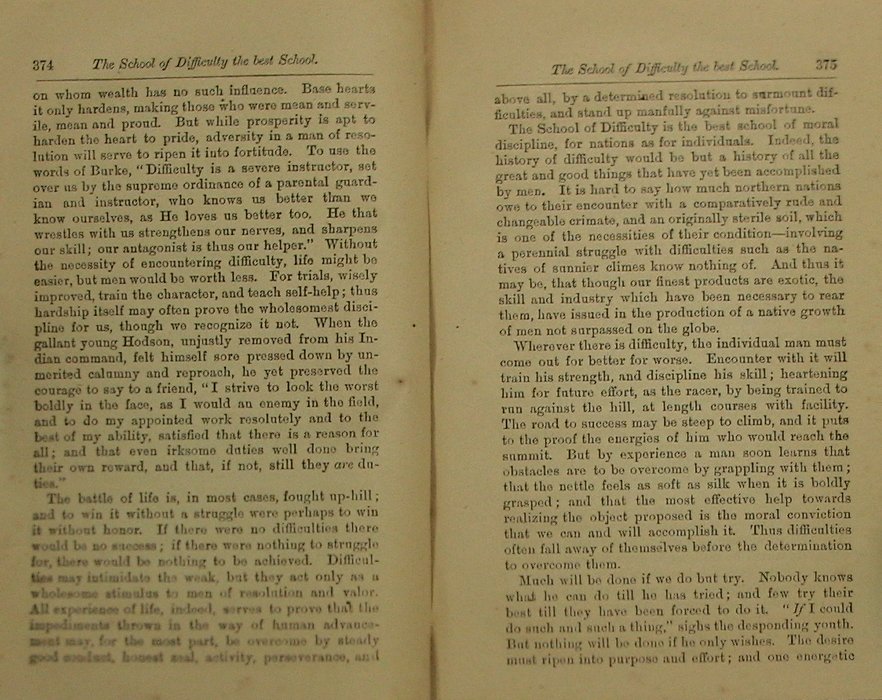 374 The School of Difficulty the best School.
on whom wealth has no such influence. Base hearts
it only hardens, making those who were mean and serv-
ile, mean and proud. But while prosperity is apt to
harden the heart to pride, adversity in a man of reso-
lution will serve to ripen it into fortitude. To use the
words of Burke, "Difficulty is a severe instructor, set
over us by the supreme ordinance of a parental guard-
ian and instructor, who knows us better than we
know ourselves, as He loves us better too. He that
wrestles with us strengthens our nerves, and sharpens
our skill; our antagonist is thus our helper." Without
the necessity of encountering difficulty, life might be
easier, but men would be worth less. For trials, wisely
improved, train the character, and teach self-help; thus
hardship itself may often prove the wholesomest disci-
pline for us, though we recognize it not. When the
gallant young Hodson, unjustly removed from his In-
dian command, felt himself sore pressed down by un-
merited calumny and reproach, he yet preserved the
courage to say to a friend, "I strive to look the worst
boldly in the face, as I would an enemy in the field,
and to do my appointed work resolutely and to the
best of my ability, satisfied that there is a reason for
all; and that even irksome duties well done bring
their own reward, and that, if not, still they are du-
ties."
The battle of life is, in most cases, fought up-hill;
and to win it without a struggle were perhaps to win
it without honor. If there were no difficulties there
would be no success; if there were nothing to struggle
for, there would be nothing to be achieved. Difficul-
ties may intimidate the weak, but they act only as a
wholesome stimulus to men of resolution and valor.
All experience of life, indeed, serves to prove that the
impediments thrown in the way of human advance-
ment may, for the most part, be overcome by steady
good conduct, honest zeal, activity, perseverance, and
The School of Difficulty the best School. 375
above all, by a determined resolution to surmount dif-
ficulties, and stand up manfully against misfortune.
The School of Difficulty is the best school of moral
discipline, for nations as for individuals. Indeed, the
history of difficulty would be but a history of all the
great and good things that have yet been accomplished
by men. It is hard to say how much northern nations
owe to their encounter with a comparatively rude and
changeable crimate, and an originally sterile soil, which
is one of the necessities of their condition—involving
a perennial struggle with difficulties such as the na-
tives of sunnier climes know nothing of. And thus it
may be, that though our finest products are exotic, the
skill and industry which have been necessary to rear
them, have issued in the production of a native growth
of men not surpassed on the globe.
Wherever there is difficulty, the individual man must
come out for better for worse. Encounter with it will
train his strength, and discipline his skill; heartening
him for future effort, as the racer, by being trained to
run against the hill, at length courses with facility.
The road to success may be steep to climb, and it puts
to the proof the energies of him who would reach the
summit. But by experience a man soon learns that
obstacles are to be overcome by grappling with them;
that the nettle feels as soft as silk when it is boldly
grasped; and that the most effective help towards
realizing the object proposed is the moral conviction
that we can and will accomplish it. Thus difficulties
often fall away of themselves before the determination
to overcome them.
Much will be done if we do but try. Nobody knows
what he can do till he has tried; and few try their
best till they have been forced to do it. "If I could
do such and such a thing," sighs the desponding youth.
But nothing will be done if he only wishes. The desire
must ripen into purpose and effort; and one energetic